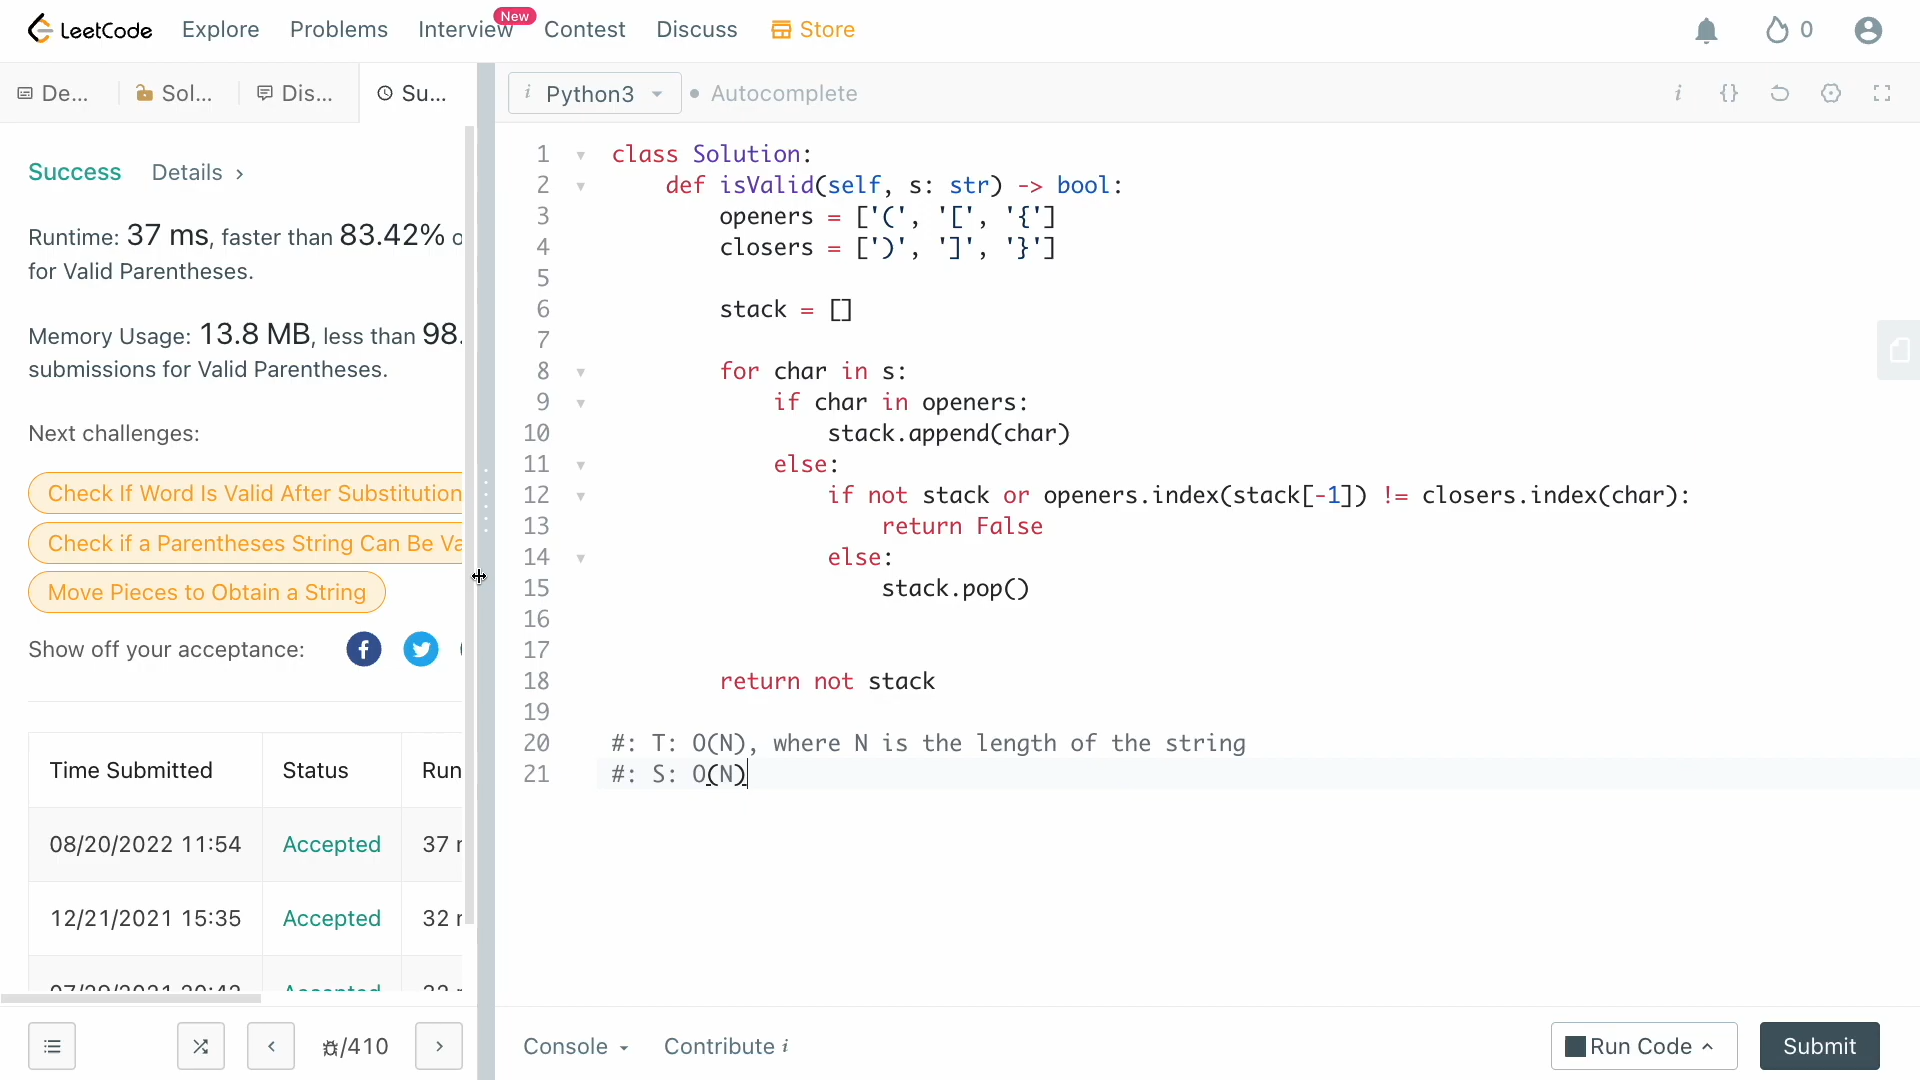 LeetCode Explore Problems Interview New Contest Discuss Store 0
De... Sol... Dis... Su...
i Python3 Autocomplete i {}
Success Details ›
Runtime: 37 ms, faster than 83.42% o
for Valid Parentheses.
Memory Usage: 13.8 MB, less than 98.
submissions for Valid Parentheses.
Next challenges:
Check If Word Is Valid After Substitution
Check if a Parentheses String Can Be Va
Move Pieces to Obtain a String
Show off your acceptance:
Time Submitted Status Run
08/20/2022 11:54 Accepted 37 r
12/21/2021 15:35 Accepted 32 r
1 class Solution:
2 def isValid(self, s: str) -> bool:
3 openers = ['(', '[', '{']
4 closers = [')', ']', '}']
5
6 stack = []
7
8 for char in s:
9 if char in openers:
10 stack.append(char)
11 else:
12 if not stack or openers.index(stack[-1]) != closers.index(char):
13 return False
14 else:
15 stack.pop()
16
17
18 return not stack
19
20 #: T: O(N), where N is the length of the string
21 #: S: O(N)
/410
Console Contribute i
Run Code Submit